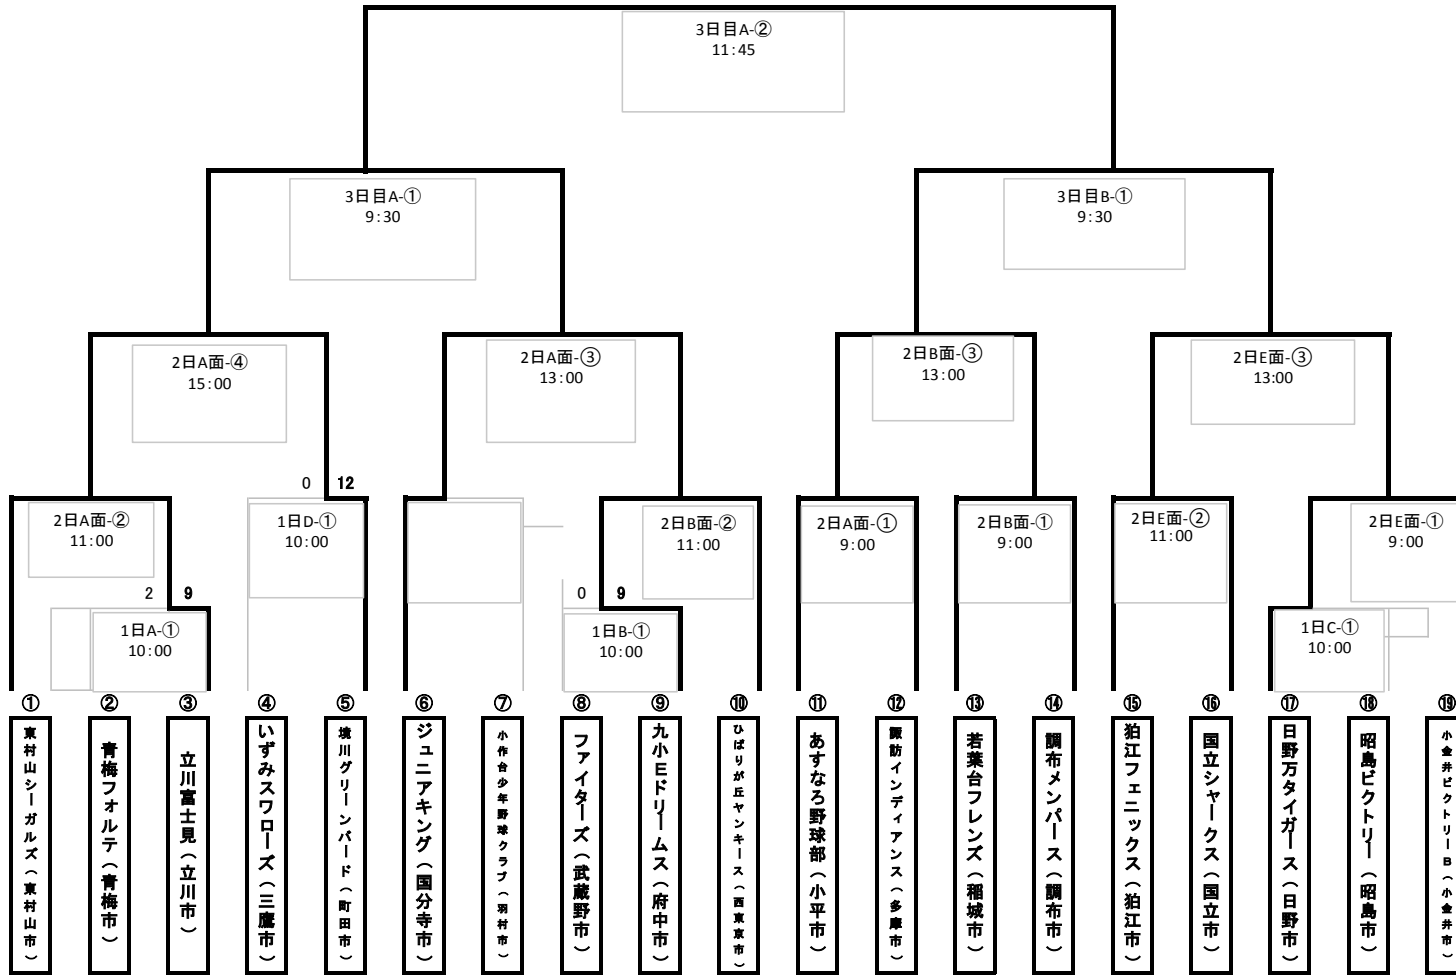 3日目A-②
11:45
3日目A-①
9:30
3日目B-①
9:30
2日A面-④
15:00
2日A面-③
13:00
2日B面-③
13:00
2日E面-③
13:00
0 12
2日A面-②
11:00
1日D-①
10:00
2日B面-②
11:00
2日A面-①
9:00
2日B面-①
9:00
2日E面-②
11:00
2日E面-①
9:00
2 9
0 9
1日A-①
10:00
1日B-①
10:00
1日C-①
10:00
① ② ③ ④ ⑤ ⑥ ⑦ ⑧ ⑨ ⑩ ⑪ ⑫ ⑬ ⑭ ⑮ ⑯ ⑰ ⑱ ⑲
東村山シーガルズ（東村山市）
青梅フォルテ（青梅市）
立川富士見（立川市）
いずみスワローズ（三鷹市）
境川グリーンバード（町田市）
ジュニアキング（国分寺市）
小作台少年野球クラブ（羽村市）
ファイターズ（武蔵野市）
九小Eドリームス（府中市）
ひばりが丘ヤンキース（西東京市）
あすなろ野球部（小平市）
諏訪インディアンス（多摩市）
若葉台フレンズ（稲城市）
調布メンパース（調布市）
狛江フェニックス（狛江市）
国立シャークス（国立市）
日野万タイガース（日野市）
昭島ビクトリー（昭島市）
小金井ビクトリーB（小金井市）